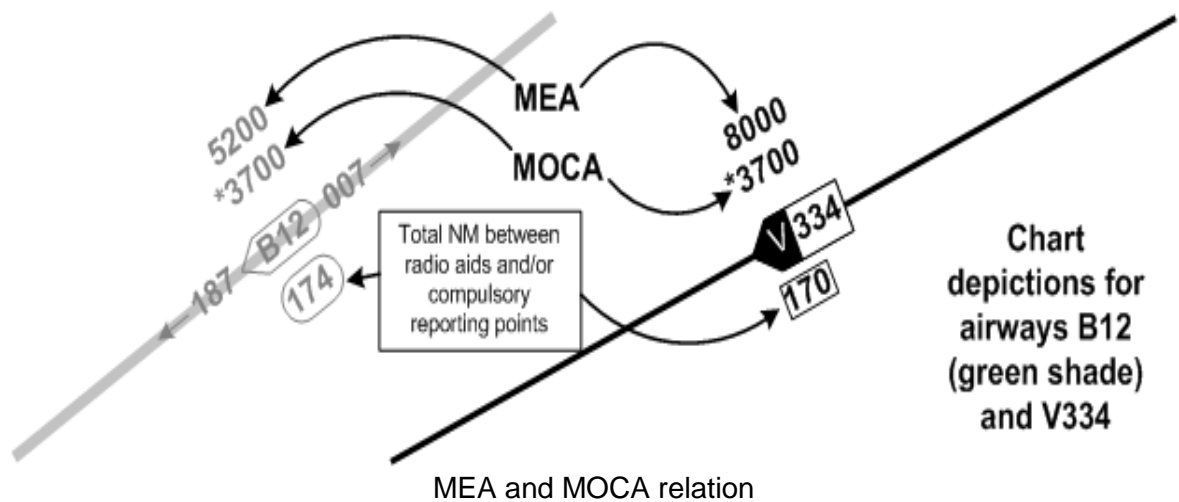 MEA
MOCA
5200
*3700
007
B12
187
174
Total NM between
radio aids and/or
compulsory
reporting points
8000
*3700
V 334
170
Chart
depictions for
airways B12
(green shade)
and V334
MEA and MOCA relation